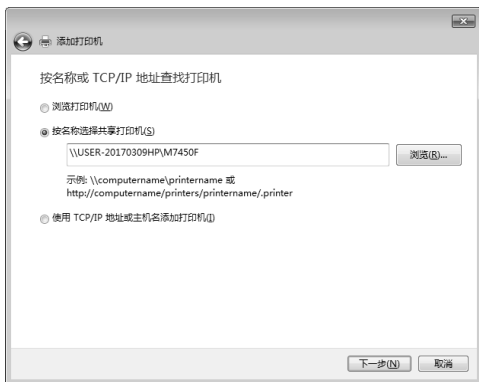 添加打印机
按名称或 TCP/IP 地址查找打印机
浏览打印机(W)
按名称选择共享打印机(S)
\\USER-20170309HP\M7450F
浏览(R)...
示例: \\computername\printername 或
http://computername/printers/printername/.printer
使用 TCP/IP 地址或主机名添加打印机(I)
下一步(N)
取消